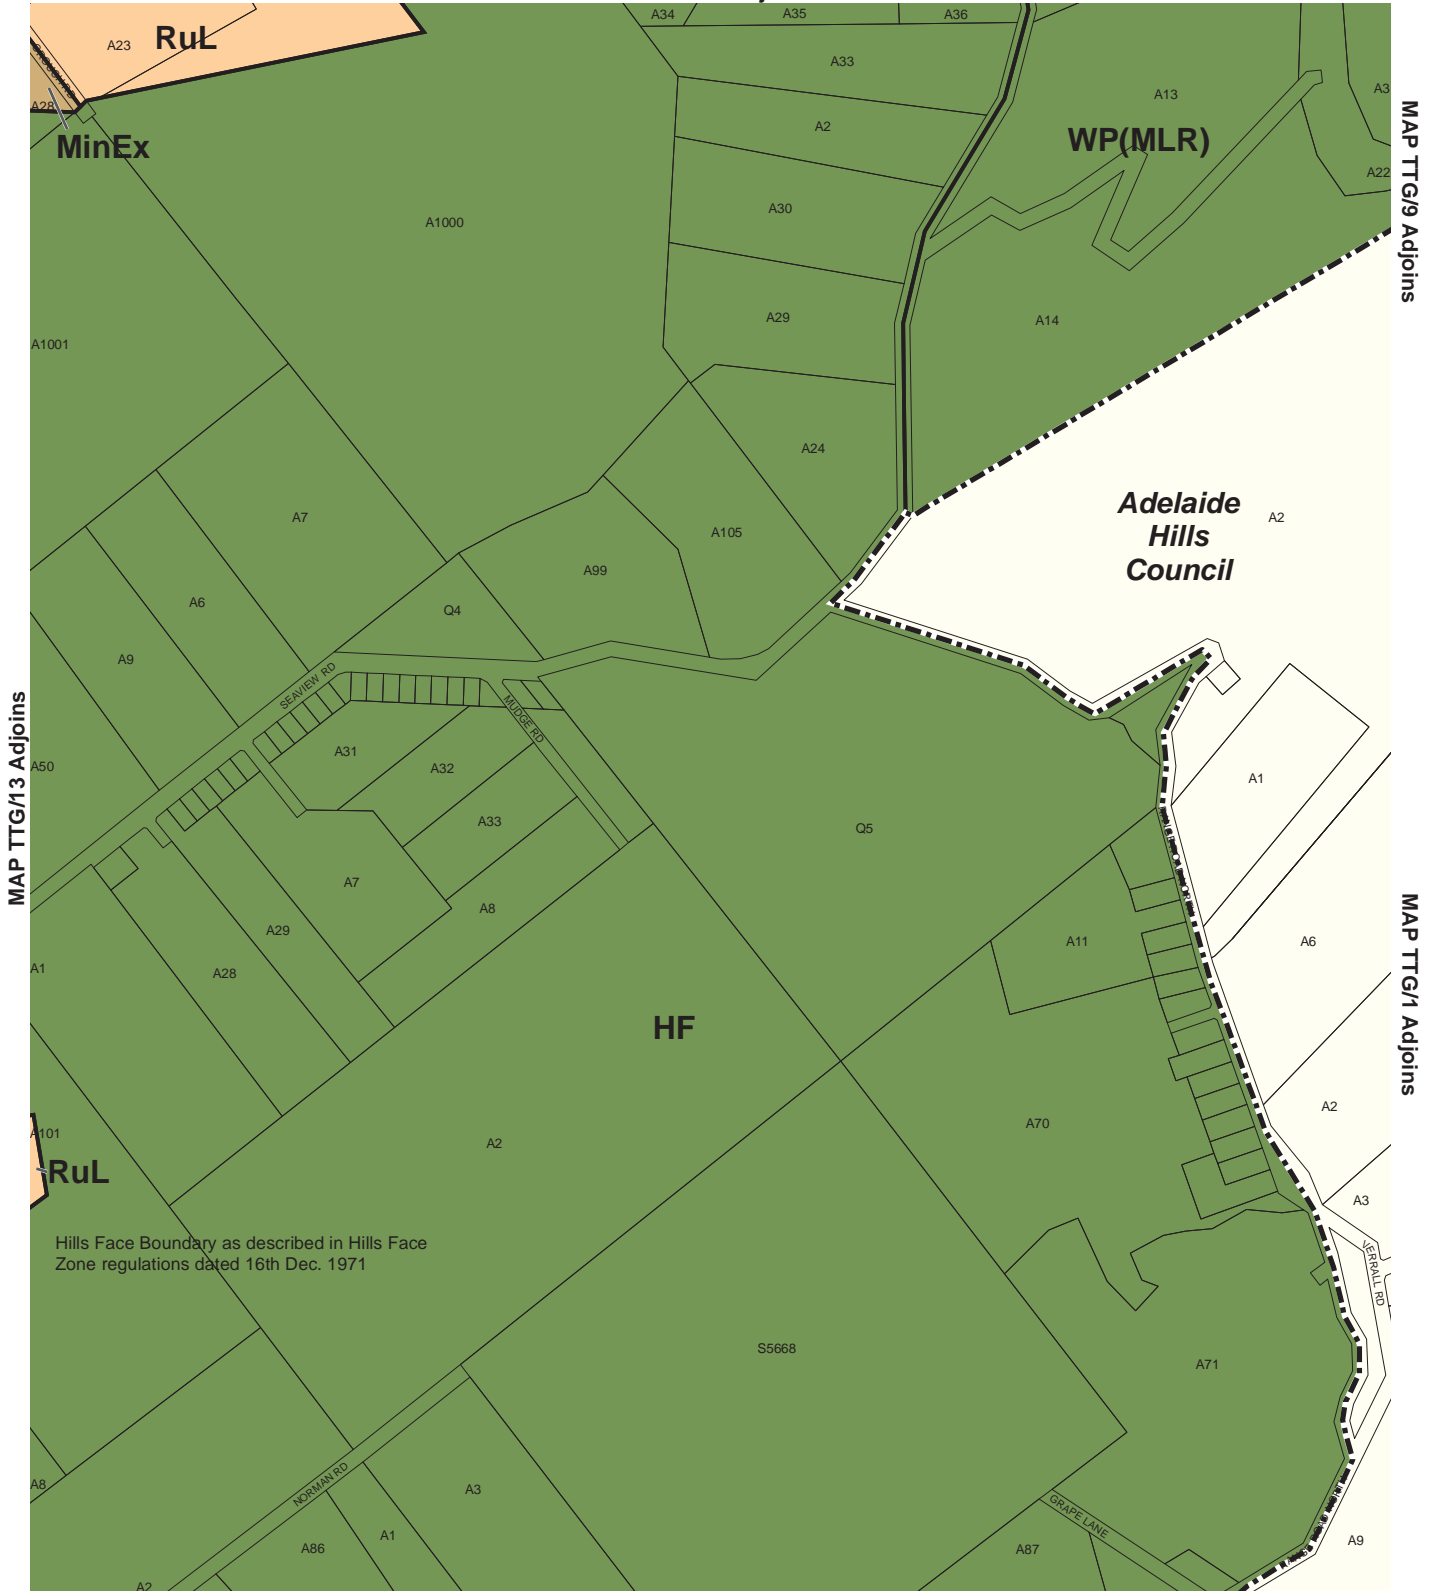 A34
A35
A36
A23
RuL
CROUCH RD
A33
A3
A28
A13
MAP TTG/9 Adjoins
A2
WP(MLR)
MinEx
A22
A30
A1000
A29
A14
A1001
A24
Adelaide
Hills
Council
A2
A7
A105
A99
A6
Q4
A9
SEAVIEW RD
MUDGE RD
MAP TTG/13 Adjoins
A31
A50
A32
A1
A33
Q5
A7
A8
A29
A11
A6
A28
A1
MAP TTG/1 Adjoins
HF
A2
A70
A101
A2
RuL
A3
Hills Face Boundary as described in Hills Face
Zone regulations dated 16th Dec. 1971
VERRALL RD
S5668
A71
A8
NORMAN RD
A3
GRAPE LANE
A1
A86
A87
A9
A2